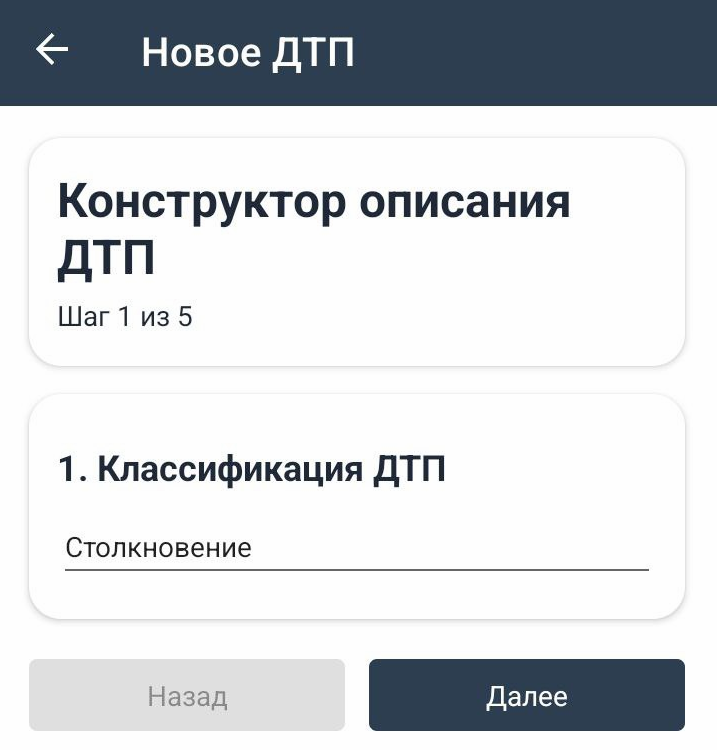 Новое ДТП
Конструктор описания
ДТП
Шаг 1 из 5
1. Классификация ДТП
Столкновение
Назад
Далее